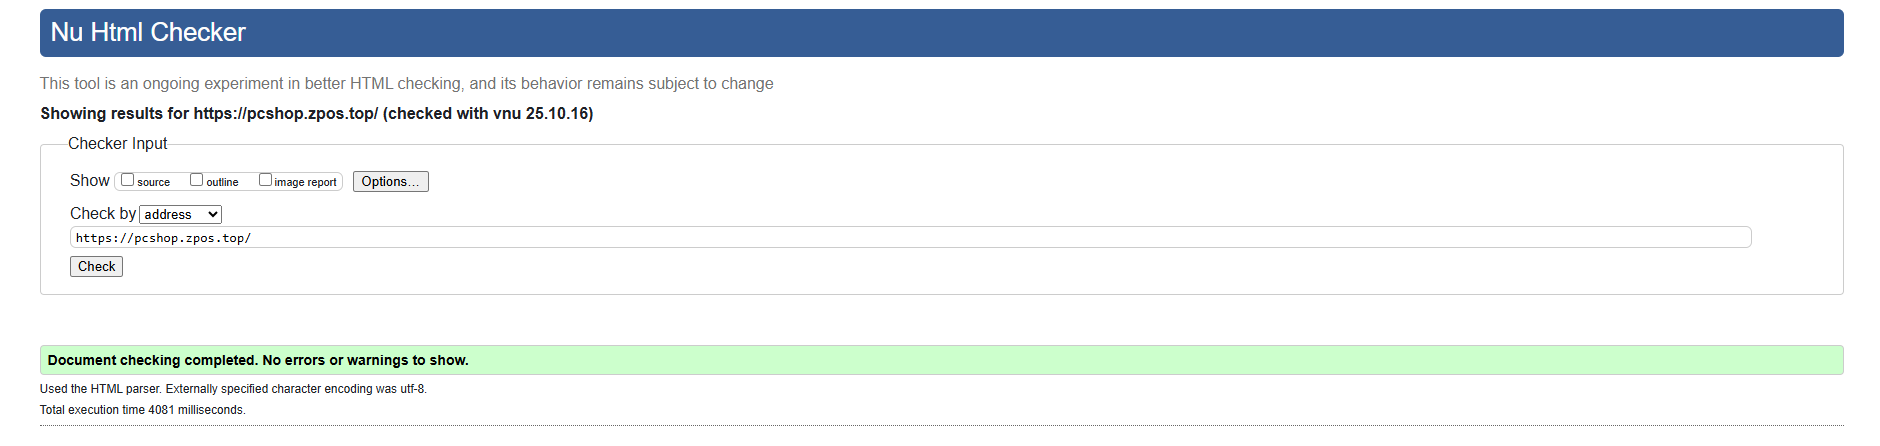 Nu Html Checker
This tool is an ongoing experiment in better HTML checking, and its behavior remains subject to change
Showing results for https://pcshop.zpos.top/ (checked with vnu 25.10.16)
Checker Input
Show source outline image report Options...
Check by address
https://pcshop.zpos.top/
Check
Document checking completed. No errors or warnings to show.
Used the HTML parser. Externally specified character encoding was utf-8.
Total execution time 4081 milliseconds.